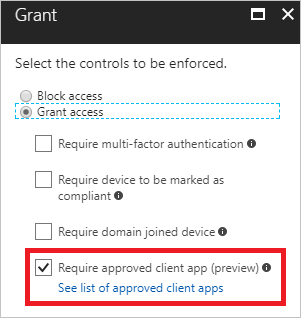 Grant
Select the controls to be enforced.
Block access
Grant access
Require multi-factor authentication
Require device to be marked as
compliant
Require domain joined device
Require approved client app (preview)
See list of approved client apps